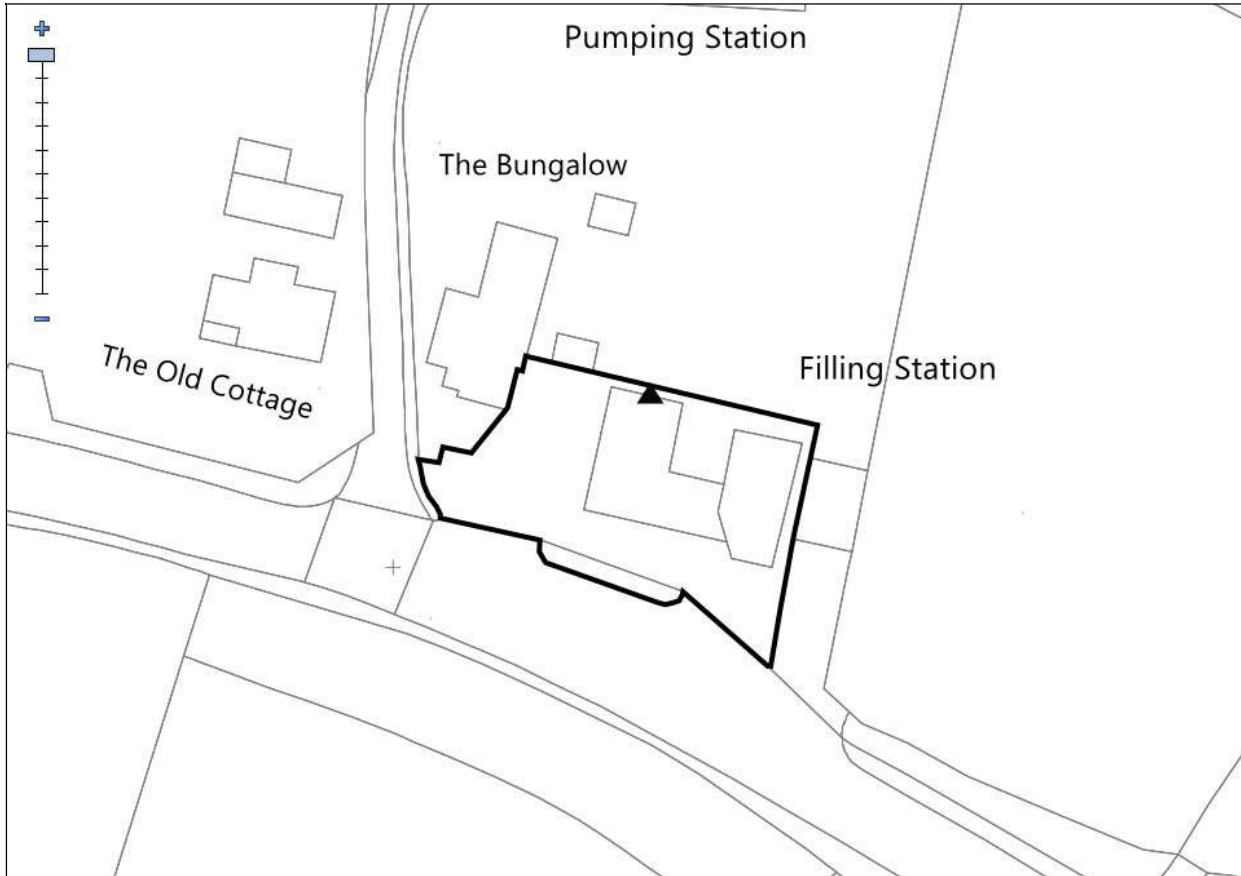 Pumping Station
The Bungalow
Filling Station
The Old Cottage